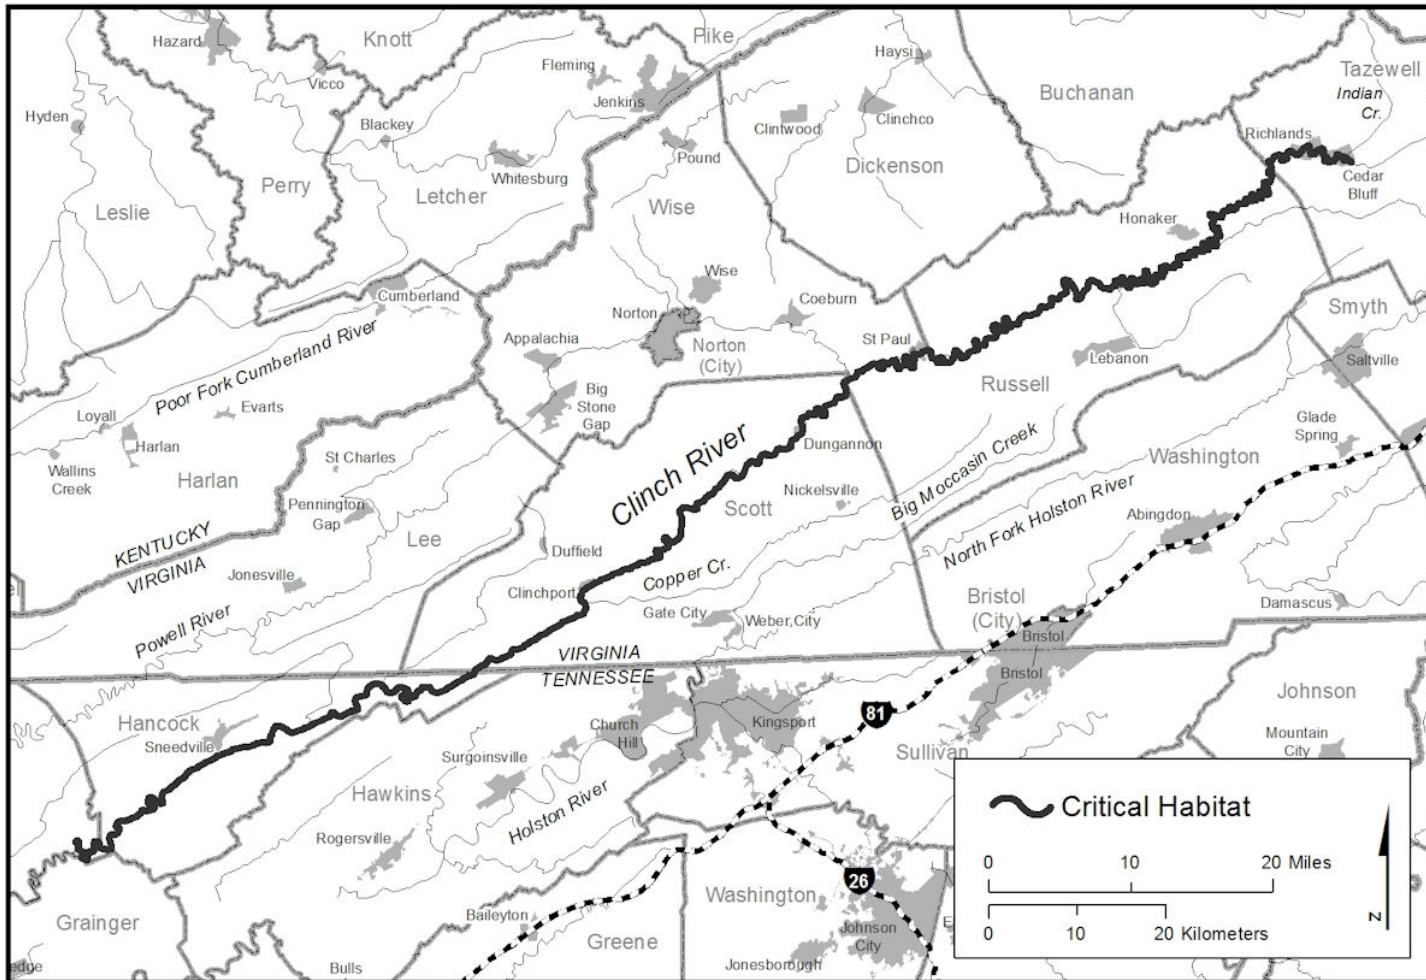 Hazard
Knott
Pike
Haysi
Tazewell
Indian
Cr.
Fleming
Vicco
Jenkins
Buchanan
Hyden
Blackey
Clintwood
Clinchco
Richlands
Pound
Dickenson
Cedar
Bluff
Whitesburg
Perry
Letcher
Leslie
Wise
Honaker
Wise
Cumberland
Coeburn
Smyth
Norton
Appalachia
Norton
(City)
St Paul
Lebanon
Saltville
Poor Fork Cumberland River
Russell
Big
Stone
Gap
Loyall
Evarts
Harlan
Glade
Spring
Dungannon
Clinch River
Wallins
Creek
St Charles
Washington
Harlan
Nickelsville
Big Moccasin Creek
Pennington
Gap
Scott
Abingdon
KENTUCKY
VIRGINIA
Lee
Duffield
North Fork Holston River
Jonesville
Clinchport
Copper Cr.
Bristol
(City)
Damascus
Powell River
Gate City
Weber City
Bristol
VIRGINIA
TENNESSEE
Bristol
Johnson
Hancock
Sneedville
Church
Hill
Kingsport
81
Mountain
City
Surgoinsville
Sullivan
Hawkins
Holston River
Rogersville
Critical Habitat
0 10 20 Miles
0 10 20 Kilometers
N
26
Washington
Grainger
Baileyton
Greene
Johnson
City
E
Bulls
Jonesborough
edge